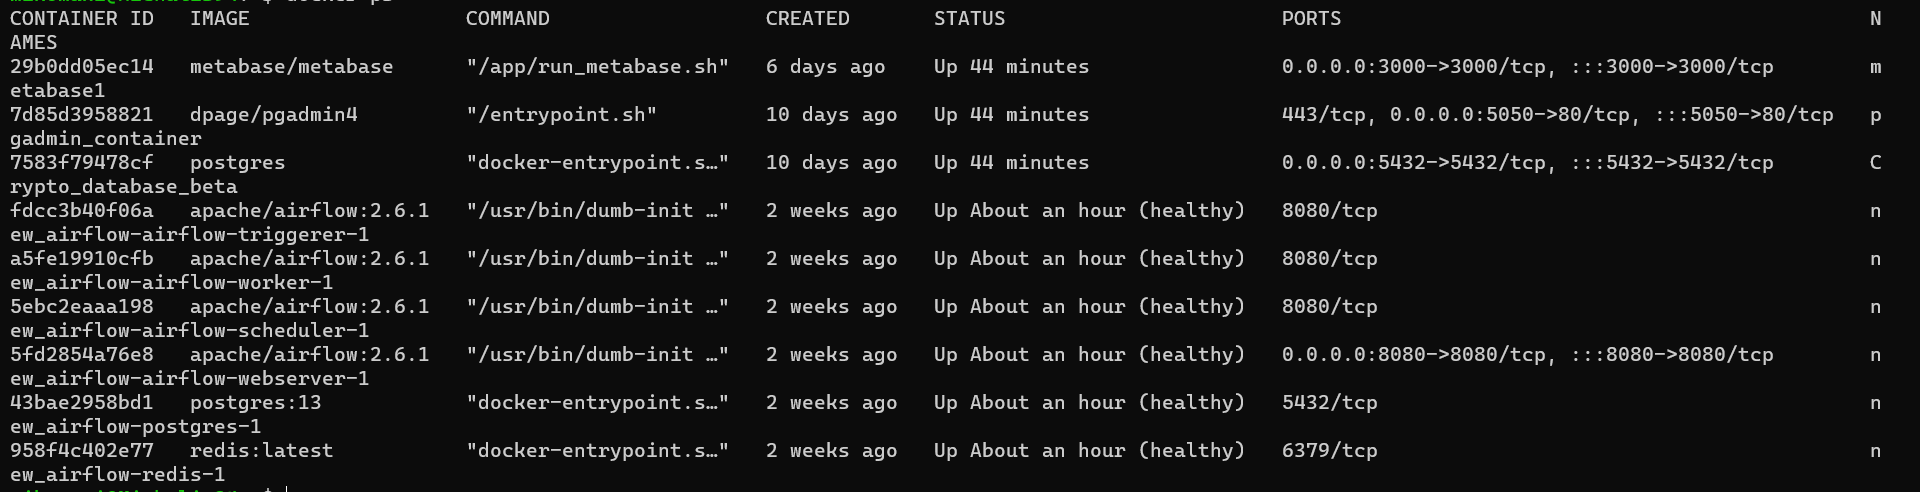 CONTAINER ID   IMAGE                  COMMAND                  CREATED       STATUS                       PORTS                                            N
AMES
29b0dd05ec14   metabase/metabase      "/app/run_metabase.sh"   6 days ago    Up 44 minutes                0.0.0.0:3000->3000/tcp, :::3000->3000/tcp        m
etabase1
7d85d3958821   dpage/pgadmin4         "/entrypoint.sh"         10 days ago   Up 44 minutes                443/tcp, 0.0.0.0:5050->80/tcp, :::5050->80/tcp   p
gadmin_container
7583f79478cf   postgres               "docker-entrypoint.s…"   10 days ago   Up 44 minutes                0.0.0.0:5432->5432/tcp, :::5432->5432/tcp        C
rypto_database_beta
fdcc3b40f06a   apache/airflow:2.6.1   "/usr/bin/dumb-init …"   2 weeks ago   Up About an hour (healthy)   8080/tcp                                         n
ew_airflow-airflow-triggerer-1
a5fe19910cfb   apache/airflow:2.6.1   "/usr/bin/dumb-init …"   2 weeks ago   Up About an hour (healthy)   8080/tcp                                         n
ew_airflow-airflow-worker-1
5ebc2eaaa198   apache/airflow:2.6.1   "/usr/bin/dumb-init …"   2 weeks ago   Up About an hour (healthy)   8080/tcp                                         n
ew_airflow-airflow-scheduler-1
5fd2854a76e8   apache/airflow:2.6.1   "/usr/bin/dumb-init …"   2 weeks ago   Up About an hour (healthy)   0.0.0.0:8080->8080/tcp, :::8080->8080/tcp        n
ew_airflow-airflow-webserver-1
43bae2958bd1   postgres:13            "docker-entrypoint.s…"   2 weeks ago   Up About an hour (healthy)   5432/tcp                                         n
ew_airflow-postgres-1
958f4c402e77   redis:latest           "docker-entrypoint.s…"   2 weeks ago   Up About an hour (healthy)   6379/tcp                                         n
ew_airflow-redis-1